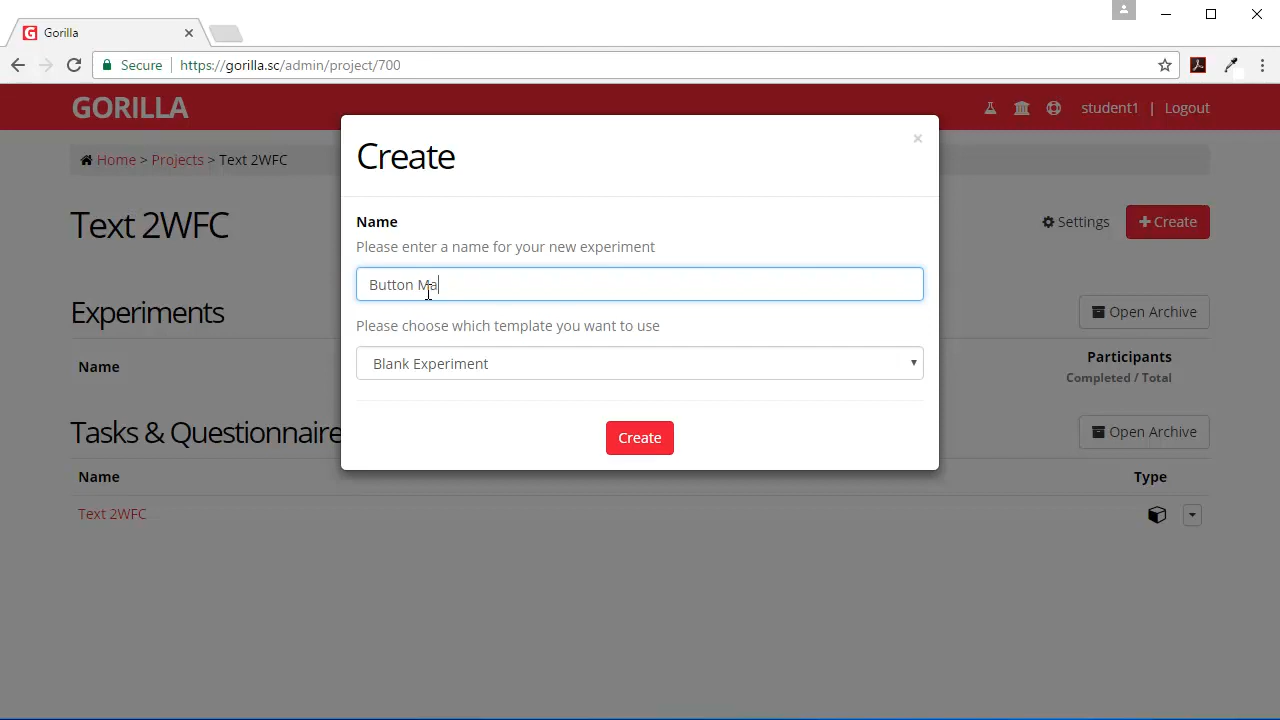 Gorilla
Secure https://gorilla.sc/admin/project/700
GORILLA
student1 | Logout
Home > Projects > Text 2WFC
Create
×
Text 2WFC
Settings
Create
Name
Please enter a name for your new experiment
Button Ma
Experiments
Open Archive
Please choose which template you want to use
Blank Experiment
Name
Participants
Completed / Total
Create
Tasks & Questionnaire
Open Archive
Name
Type
Text 2WFC